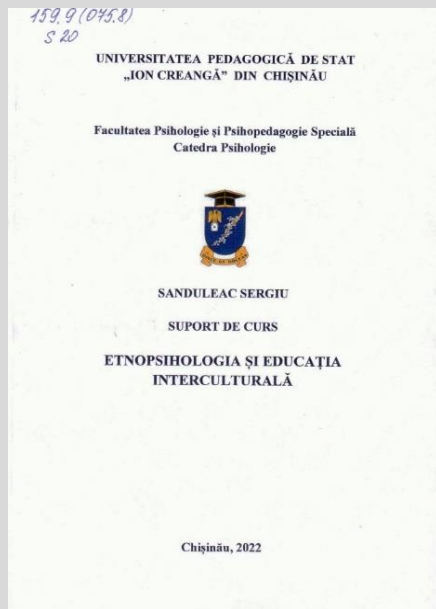 159.9(075.8)
S 20
UNIVERSITATEA PEDAGOGICĂ DE STAT
„ION CREANGĂ” DIN CHIȘINĂU
Facultatea Psihologie și Psihopedagogie Specială
Catedra Psihologie
SANDULEAC SERGIU
SUPORT DE CURS
ETNOPSIHOLOGIA ȘI EDUCAȚIA
INTERCULTURALĂ
Chișinău, 2022